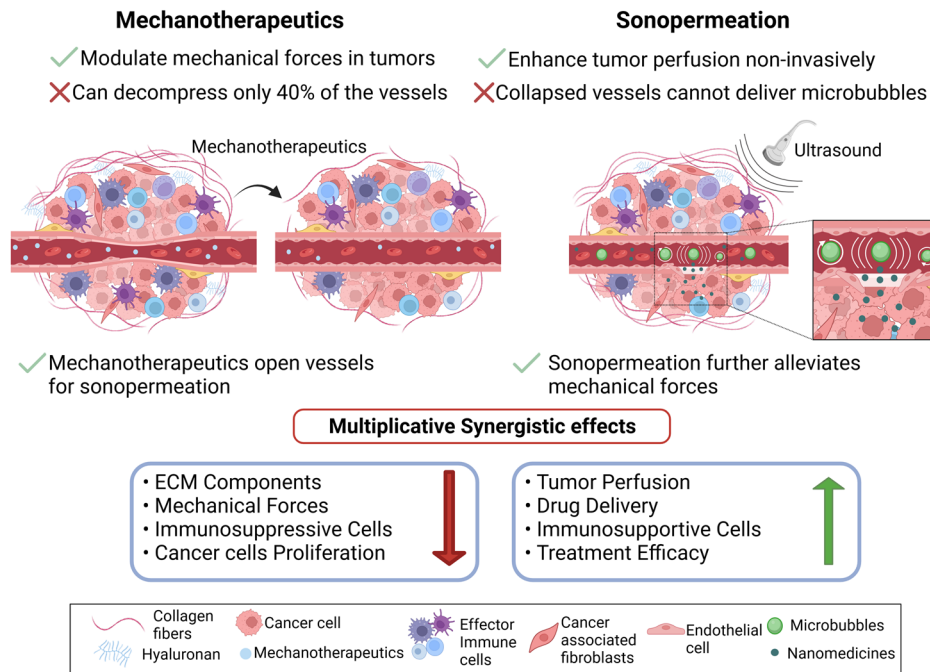 Mechanotherapeutics
Modulate mechanical forces in tumors
Can decompress only 40% of the vessels
Mechanotherapeutics
Mechanotherapeutics open vessels
for sonopermeation
Sonopermeation
Enhance tumor perfusion non-invasively
Collapsed vessels cannot deliver microbubbles
Ultrasound
Sonopermeation further alleviates
mechanical forces
Multiplicative Synergistic effects
• ECM Components
• Mechanical Forces
• Immunosuppressive Cells
• Cancer cells Proliferation
• Tumor Perfusion
• Drug Delivery
• Immunosupportive Cells
• Treatment Efficacy
Collagen
fibers
Hyaluronan
Cancer cell
Mechanotherapeutics
Effector
Immune
cells
Cancer
associated
fibroblasts
Endothelial
cell
Microbubbles
Nanomedicines